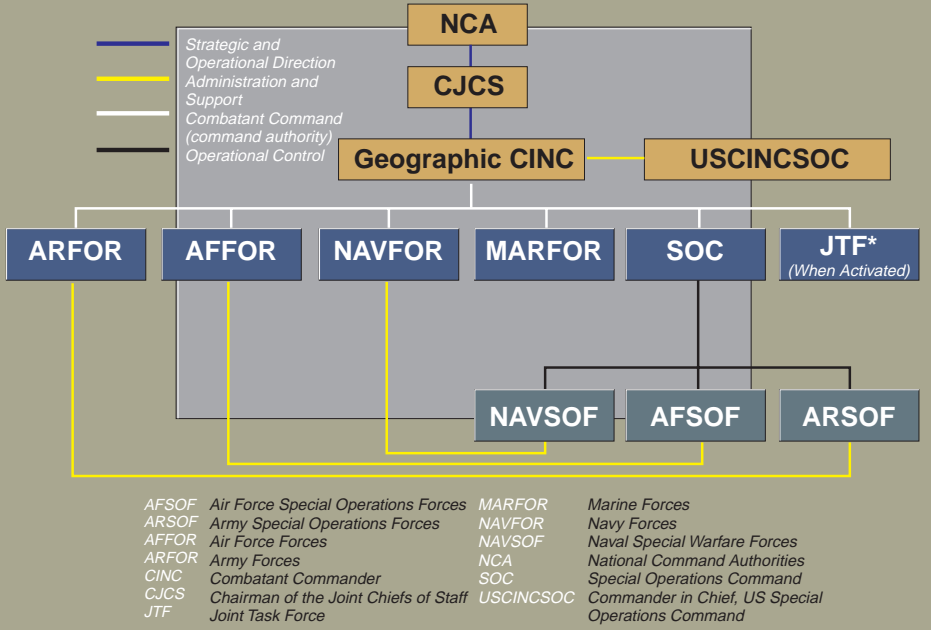 NCA
Strategic and
Operational Direction
Administration and
Support
Combatant Command
(command authority)
Operational Control
CJCS
Geographic CINC
USCINCSOC
ARFOR
AFFOR
NAVFOR
MARFOR
SOC
JTF*
(When Activated)
NAVSOF
AFSOF
ARSOF
AFSOF Air Force Special Operations Forces
ARSOF Army Special Operations Forces
AFFOR Air Force Forces
ARFOR Army Forces
CINC Combatant Commander
CJCS Chairman of the Joint Chiefs of Staff
JTF Joint Task Force
MARFOR Marine Forces
NAVFOR Navy Forces
NAVSOF Naval Special Warfare Forces
NCA National Command Authorities
SOC Special Operations Command
USCINCSOC Commander in Chief, US Special
Operations Command